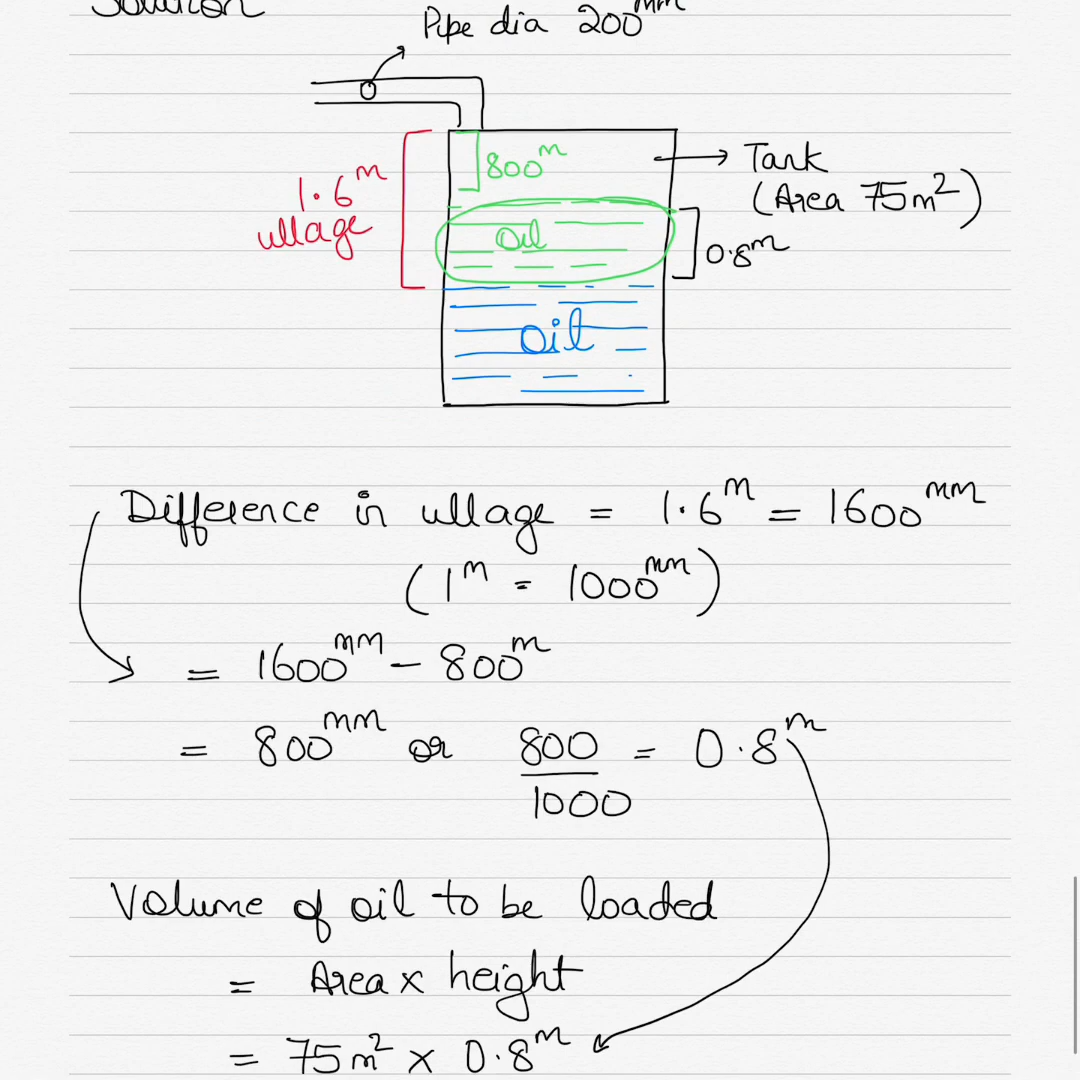 Solution
Pipe dia 200mm
800m
Tank
(Area 75m²)
1.6m
ullage
oil
0.8m
oil
Difference in ullage = 1.6m = 1600mm
(1m = 1000mm)
= 1600mm - 800m
= 800mm or 800/1000 = 0.8m
Volume of oil to be loaded
= Area x height
= 75m² x 0.8m